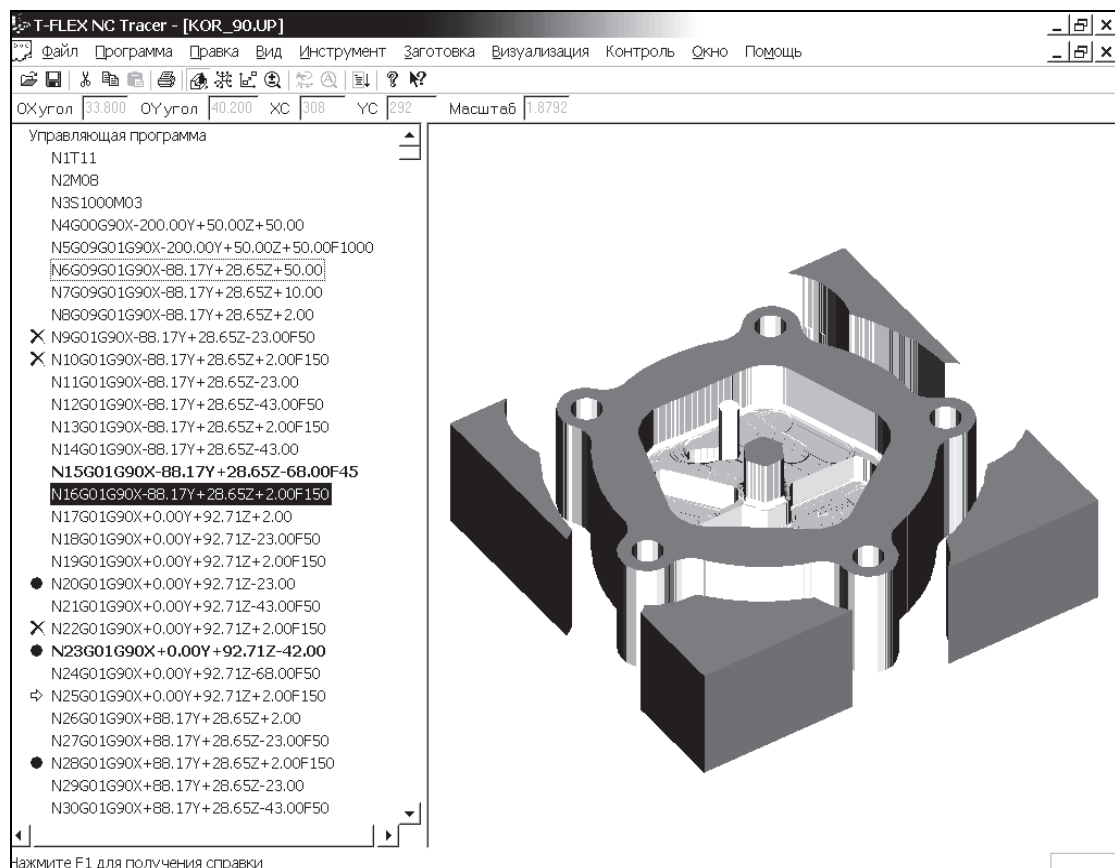 T-FLEX NC Tracer - [KOR_90.UP]
Файл Программа Правка Вид Инструмент Заготовка Визуализация Контроль Окно Помощь
OXугол 33.800 OYугол 40.200 XC 308 YC 292 Масштаб 1.8792
Управляющая программа
N1T11
N2M08
N3S1000M03
N4G00G90X-200.00Y+50.00Z+50.00
N5G09G01G90X-200.00Y+50.00Z+50.00F1000
N6G09G01G90X-88.17Y+28.65Z+50.00
N7G09G01G90X-88.17Y+28.65Z+10.00
N8G09G01G90X-88.17Y+28.65Z+2.00
N9G01G90X-88.17Y+28.65Z-23.00F50
N10G01G90X-88.17Y+28.65Z+2.00F150
N11G01G90X-88.17Y+28.65Z-23.00
N12G01G90X-88.17Y+28.65Z-43.00F50
N13G01G90X-88.17Y+28.65Z+2.00F150
N14G01G90X-88.17Y+28.65Z-43.00
N15G01G90X-88.17Y+28.65Z-68.00F45
N16G01G90X-88.17Y+28.65Z+2.00F150
N17G01G90X+0.00Y+92.71Z+2.00
N18G01G90X+0.00Y+92.71Z-23.00F50
N19G01G90X+0.00Y+92.71Z+2.00F150
N20G01G90X+0.00Y+92.71Z-23.00
N21G01G90X+0.00Y+92.71Z-43.00F50
N22G01G90X+0.00Y+92.71Z+2.00F150
N23G01G90X+0.00Y+92.71Z-42.00
N24G01G90X+0.00Y+92.71Z-68.00F50
N25G01G90X+0.00Y+92.71Z+2.00F150
N26G01G90X+88.17Y+28.65Z+2.00
N27G01G90X+88.17Y+28.65Z-23.00F50
N28G01G90X+88.17Y+28.65Z+2.00F150
N29G01G90X+88.17Y+28.65Z-23.00
N30G01G90X+88.17Y+28.65Z-43.00F50
Нажмите F1 для получения справки